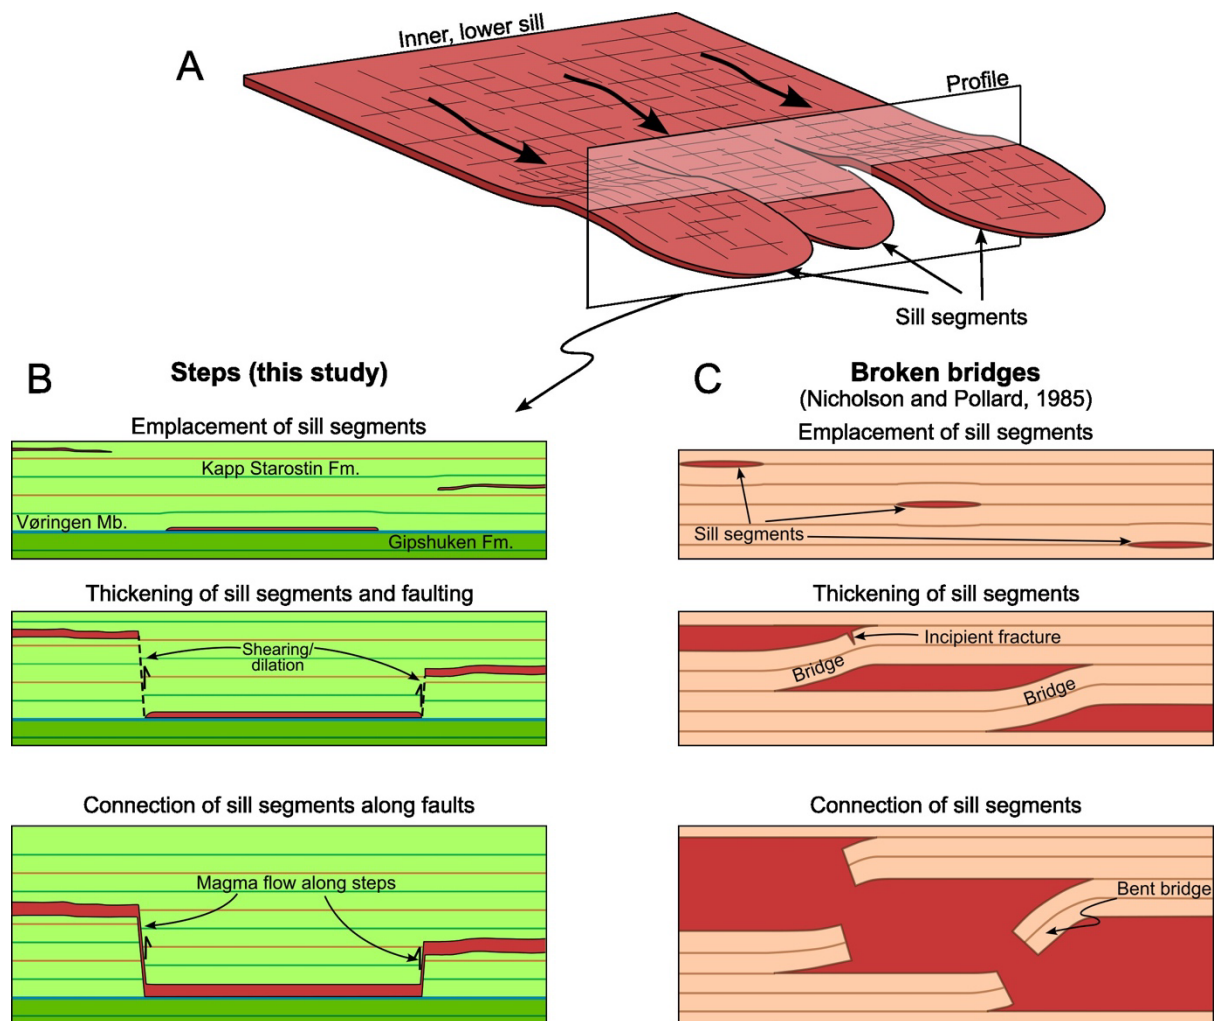 A
Inner, lower sill
Profile
Sill segments
B
Steps (this study)
Emplacement of sill segments
Kapp Starostin Fm.
Vøringen Mb.
Gipshuken Fm.
Thickening of sill segments and faulting
Shearing/
dilation
Connection of sill segments along faults
Magma flow along steps
C
Broken bridges
(Nicholson and Pollard, 1985)
Emplacement of sill segments
Sill segments
Thickening of sill segments
Incipient fracture
Bridge
Bridge
Connection of sill segments
Bent bridge